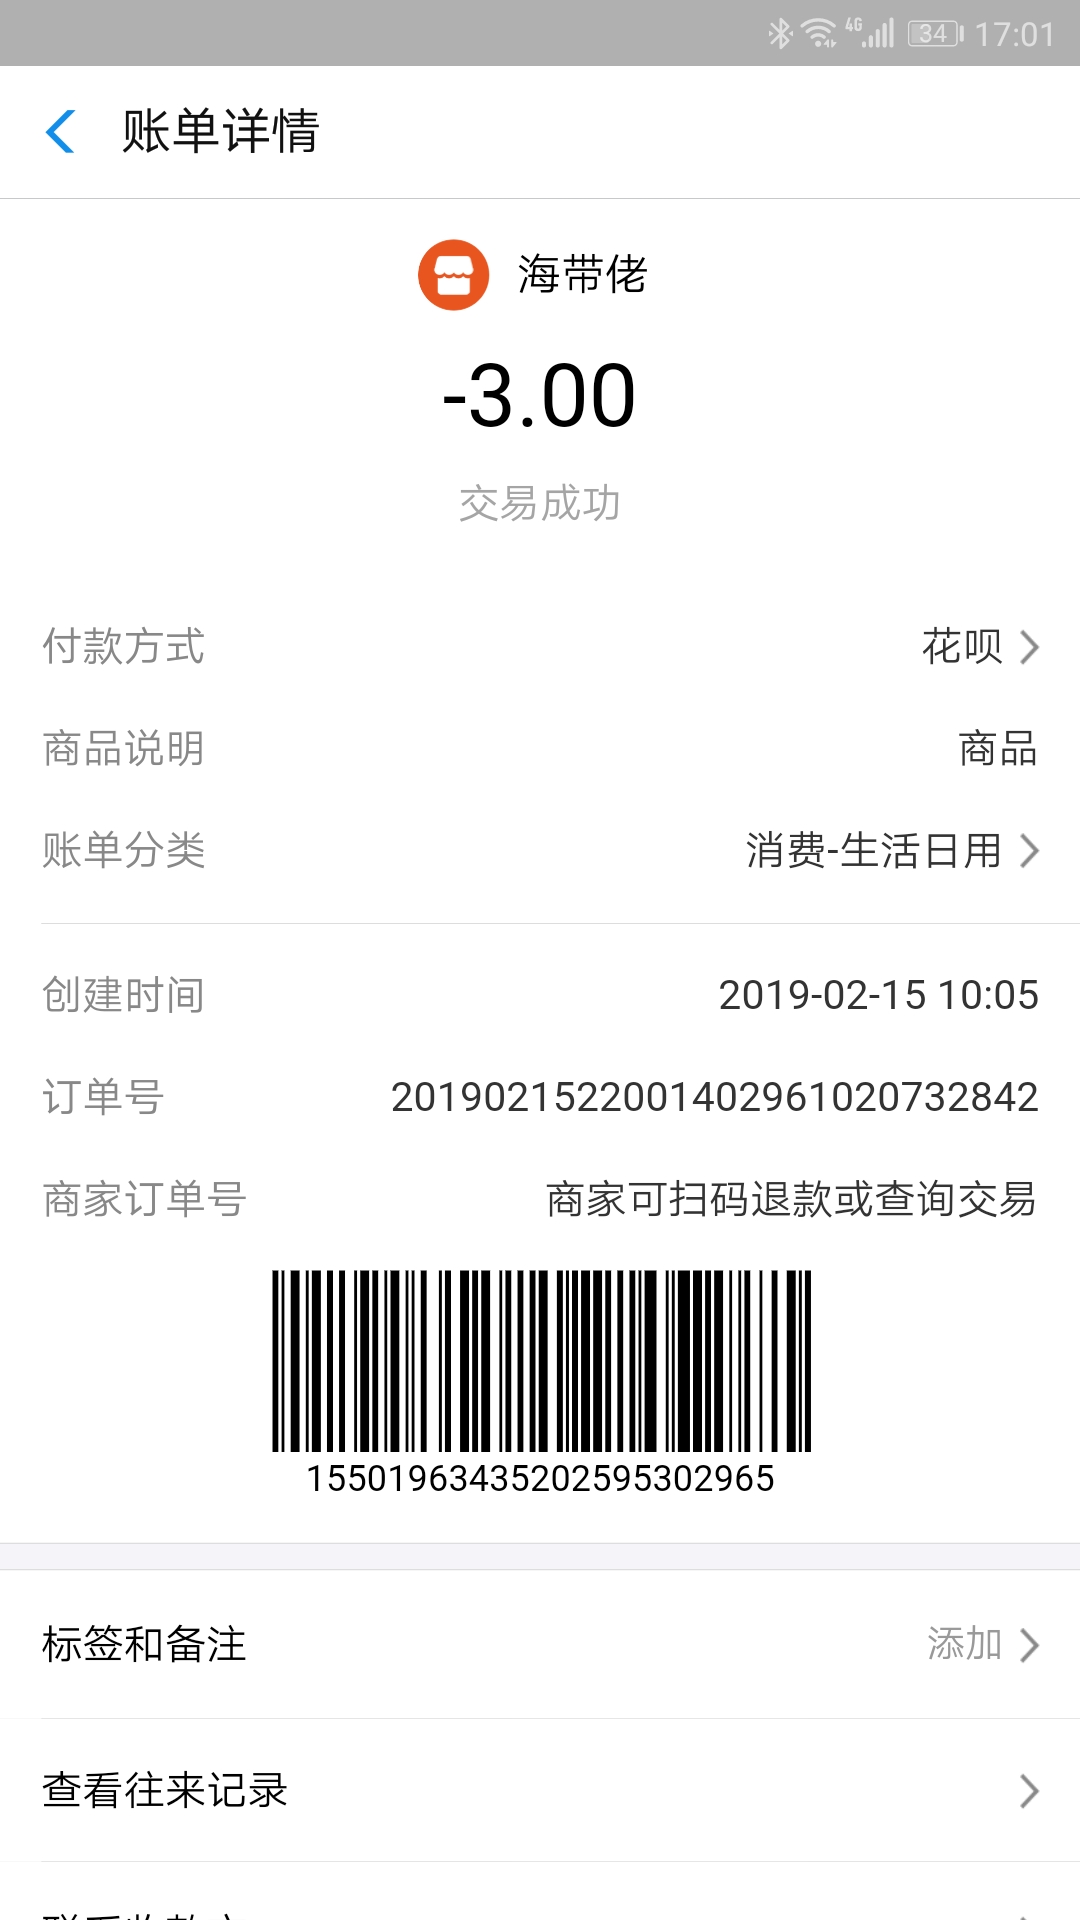 4G 34 17:01
账单详情
海带佬
-3.00
交易成功
付款方式 花呗
商品说明 商品
账单分类 消费-生活日用
创建时间 2019-02-15 10:05
订单号 2019021522001402961020732842
商家订单号 商家可扫码退款或查询交易
15501963435202595302965
标签和备注 添加
查看往来记录